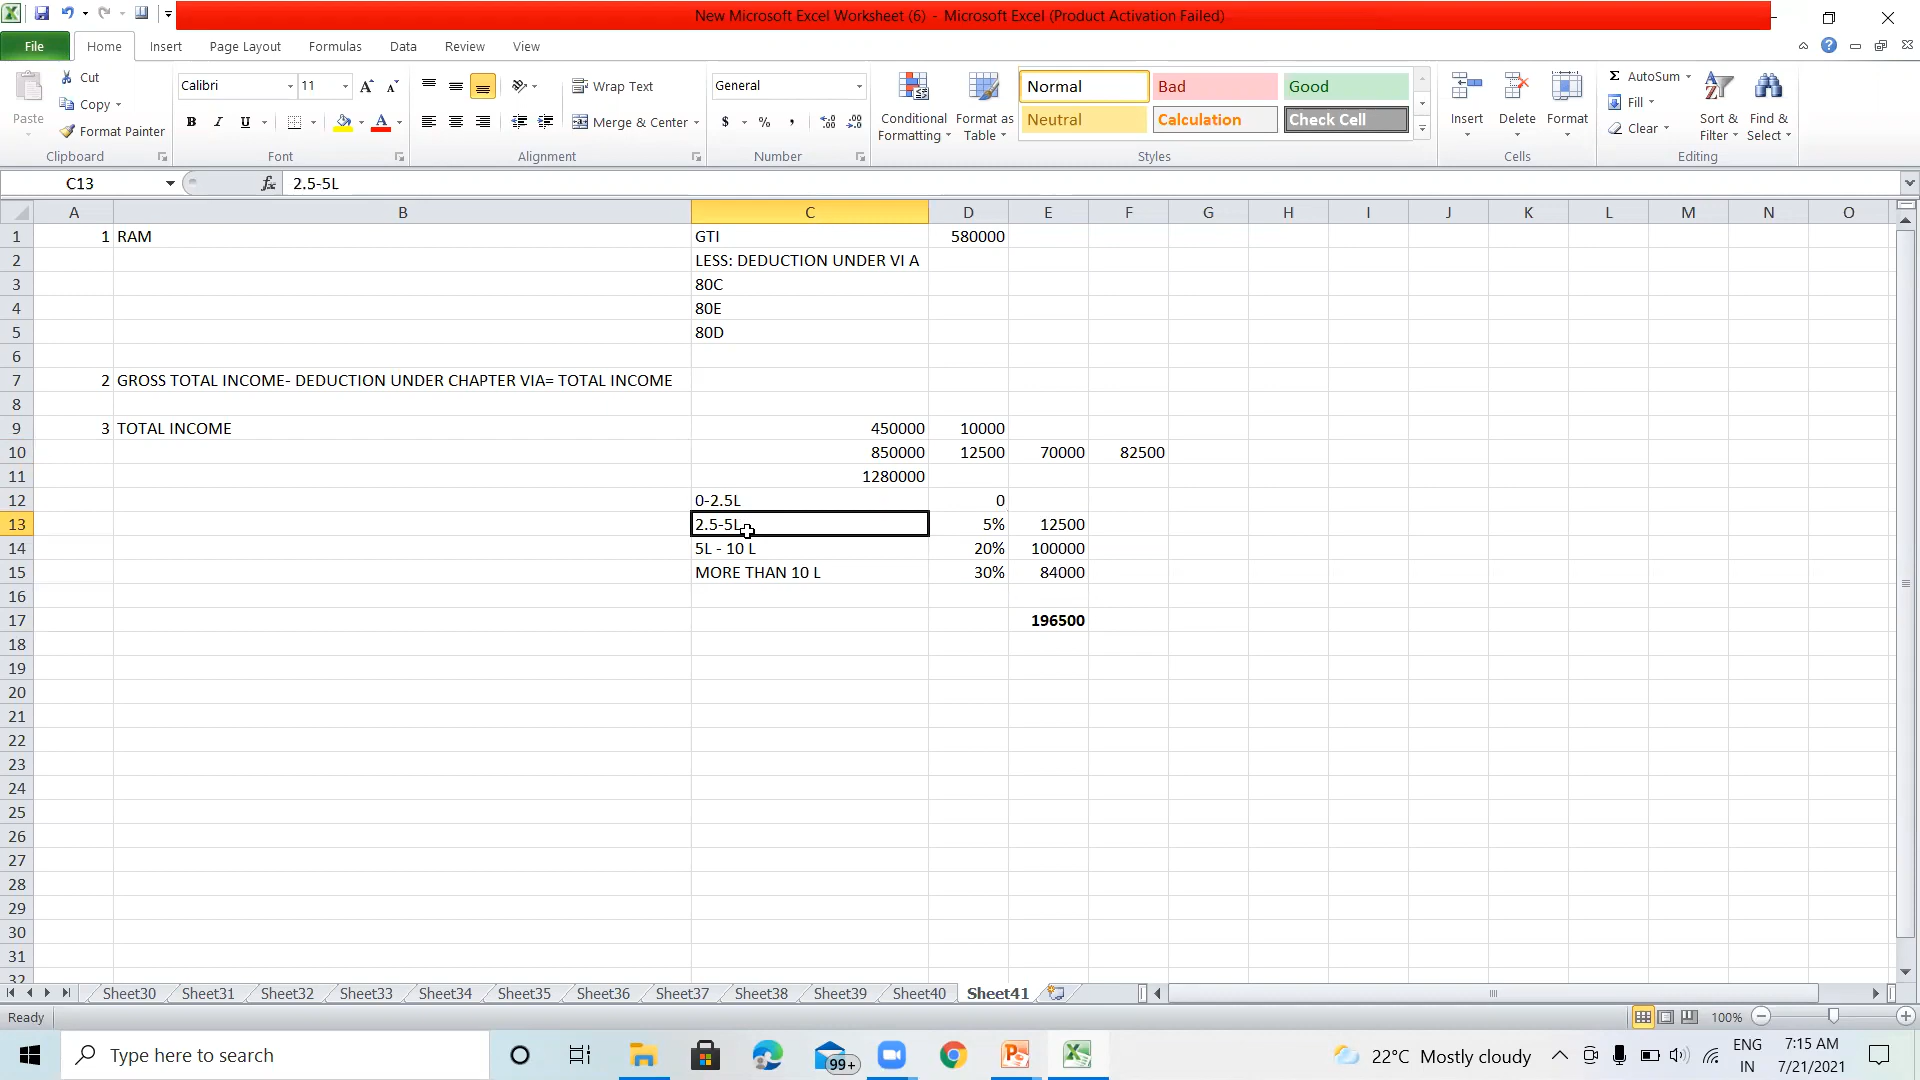 New Microsoft Excel Worksheet (6) - Microsoft Excel (Product Activation Failed)
File Home Insert Page Layout Formulas Data Review View
Paste
Cut
Copy
Format Painter
Clipboard
Calibri 11
B I U
Font
Wrap Text
Merge & Center
Alignment
General
$ % ,
Number
Conditional Formatting
Format as Table
Normal Bad Good
Neutral Calculation Check Cell
Styles
Insert Delete Format
Cells
Σ AutoSum
Fill
Clear
Sort & Filter
Find & Select
Editing
C13 fx 2.5-5L
A B C D E F G H I J K L M N O
1 1 RAM GTI 580000
2 LESS: DEDUCTION UNDER VI A
3 80C
4 80E
5 80D
6
7 2 GROSS TOTAL INCOME- DEDUCTION UNDER CHAPTER VIA= TOTAL INCOME
8
9 3 TOTAL INCOME 450000 10000
10 850000 12500 70000 82500
11 1280000
12 0-2.5L 0
13 2.5-5L 5% 12500
14 5L - 10 L 20% 100000
15 MORE THAN 10 L 30% 84000
16
17 196500
18
19
20
21
22
23
24
25
26
27
28
29
30
31
32
Sheet30 Sheet31 Sheet32 Sheet33 Sheet34 Sheet35 Sheet36 Sheet37 Sheet38 Sheet39 Sheet40 Sheet41
Ready 100%
Type here to search 99+ 22°C Mostly cloudy ENG IN 7:15 AM 7/21/2021